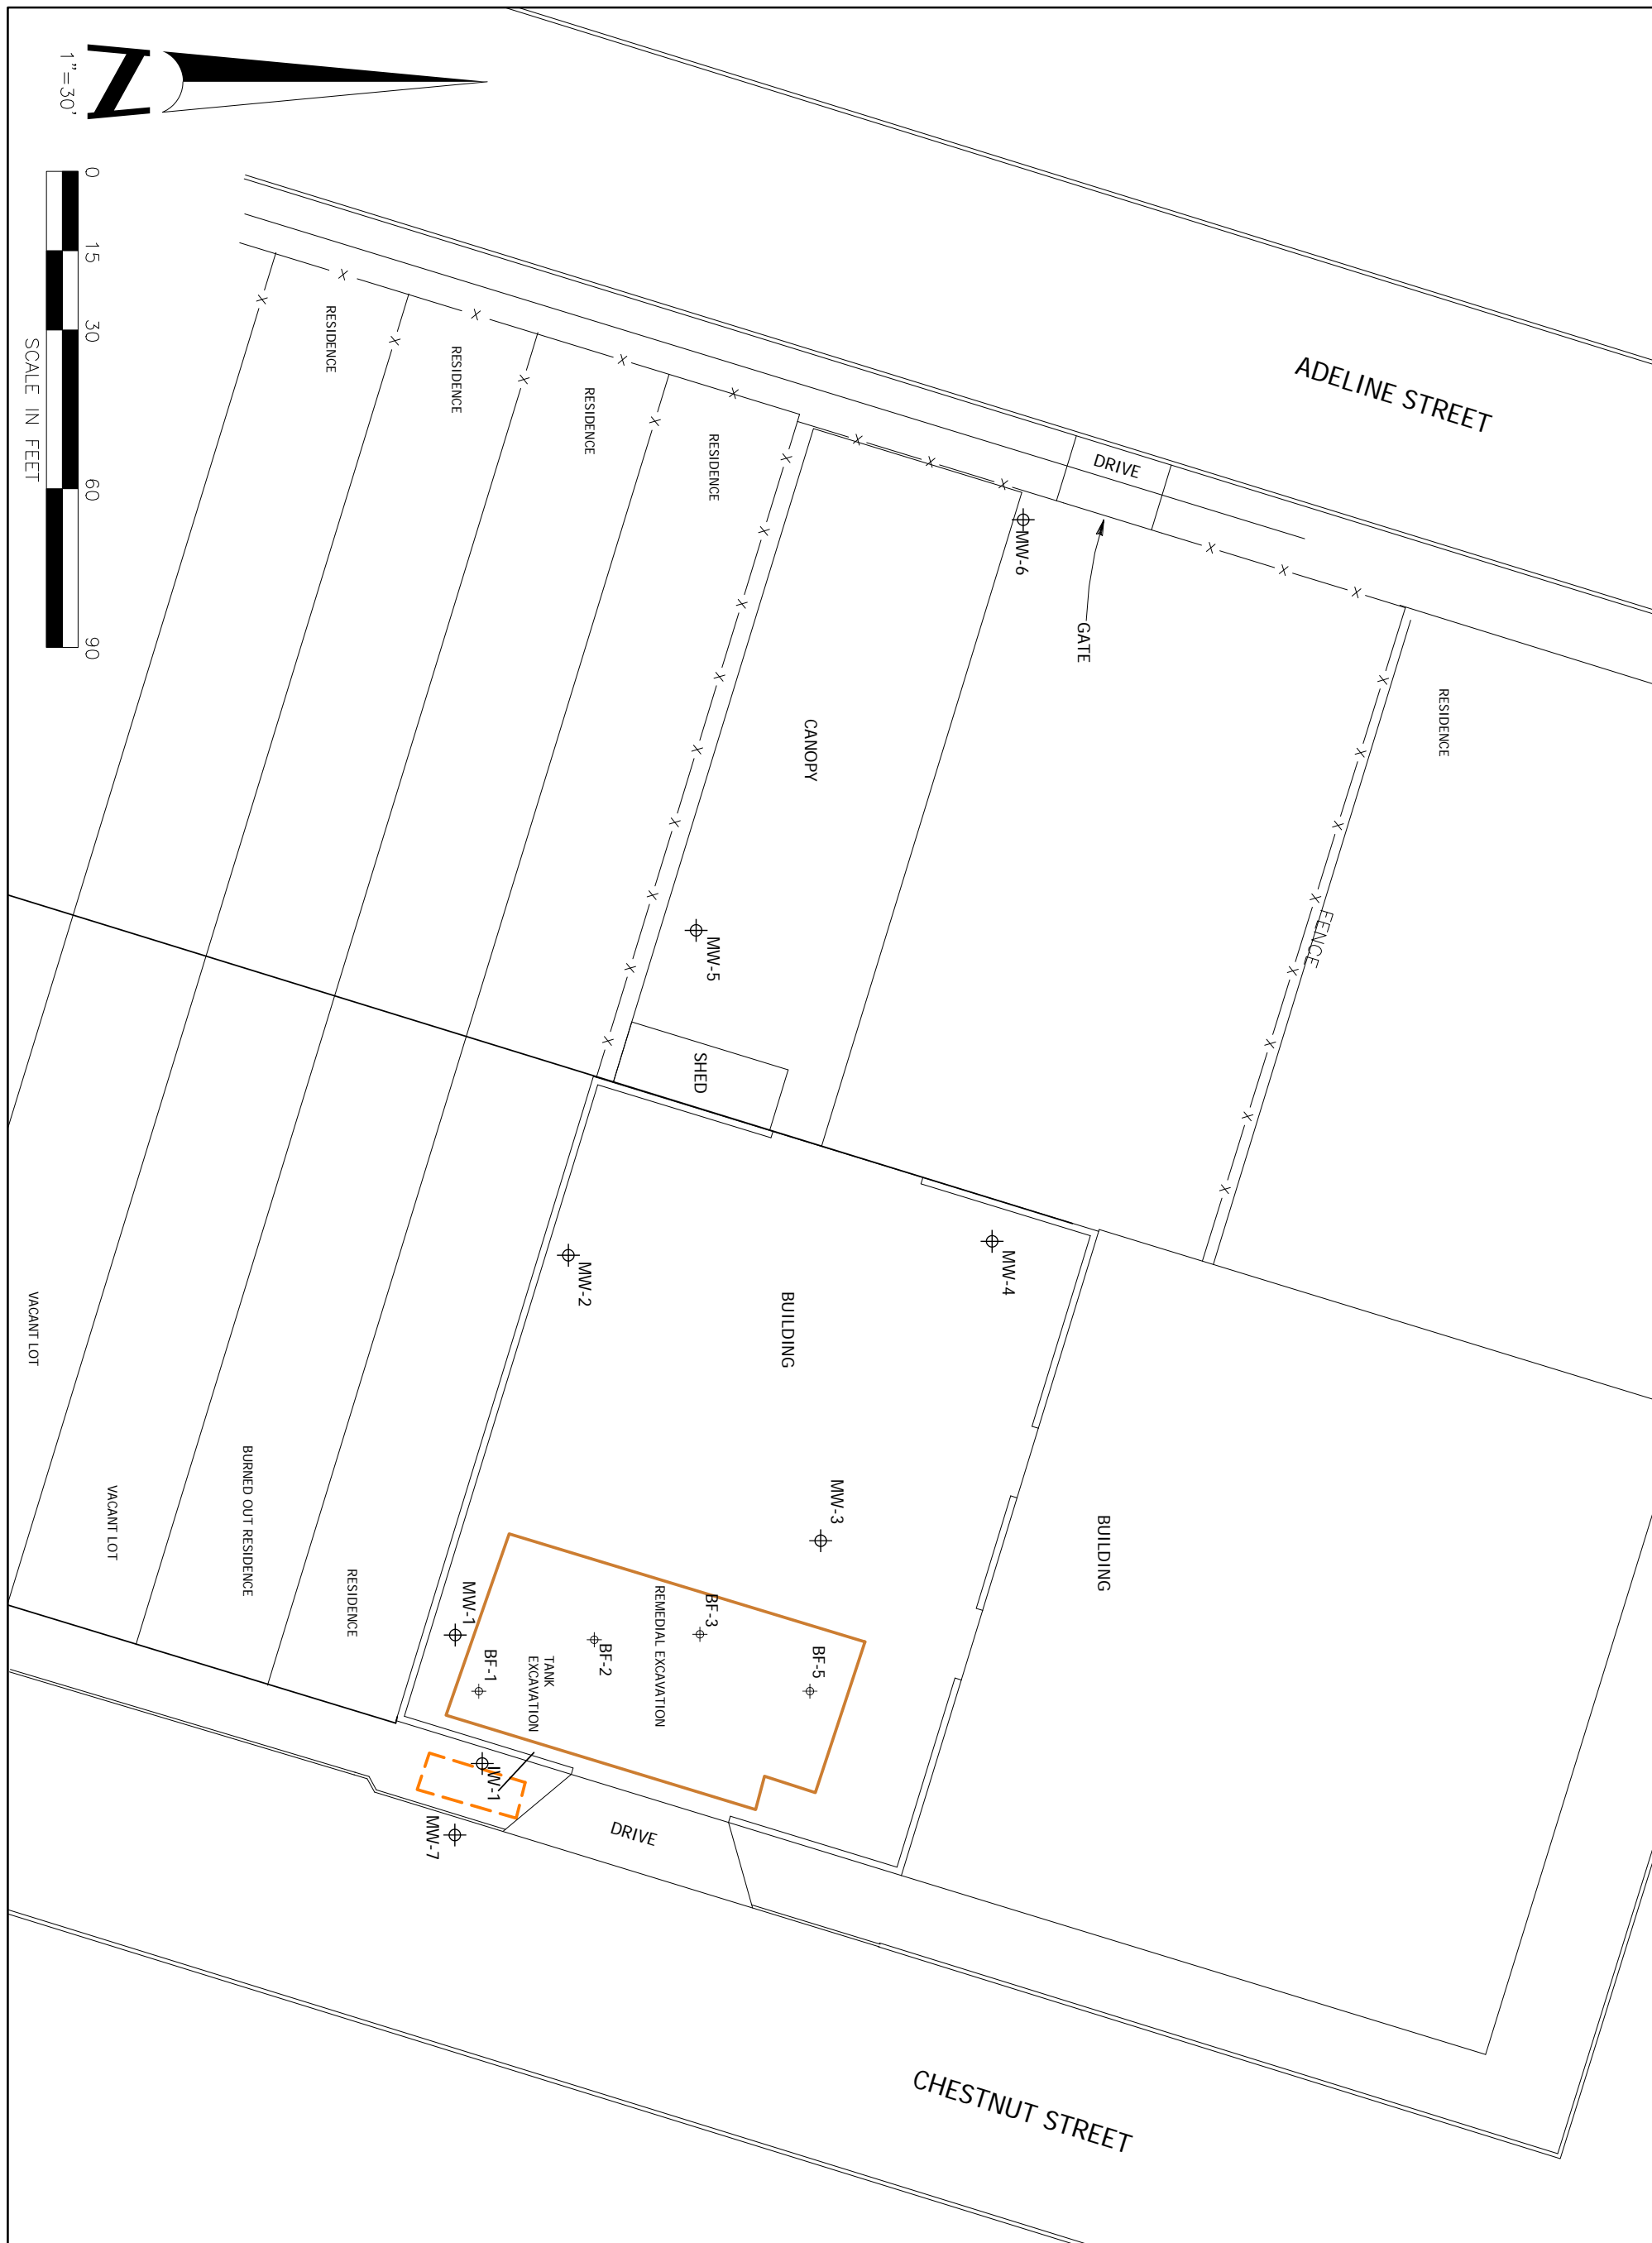 N
1"=30'
0
15
30
60
90
SCALE IN FEET
ADELINE STREET
DRIVE
GATE
MW-6
RESIDENCE
RESIDENCE
RESIDENCE
RESIDENCE
RESIDENCE
CANOPY
FENCE
MW-5
SHED
MW-4
MW-2
BUILDING
BUILDING
MW-3
MW-1
BF-1
BF-2
BF-3
BF-5
REMEDIAL EXCAVATION
TANK
EXCAVATION
IW-1
MW-7
DRIVE
VACANT LOT
VACANT LOT
BURNED OUT RESIDENCE
RESIDENCE
CHESTNUT STREET